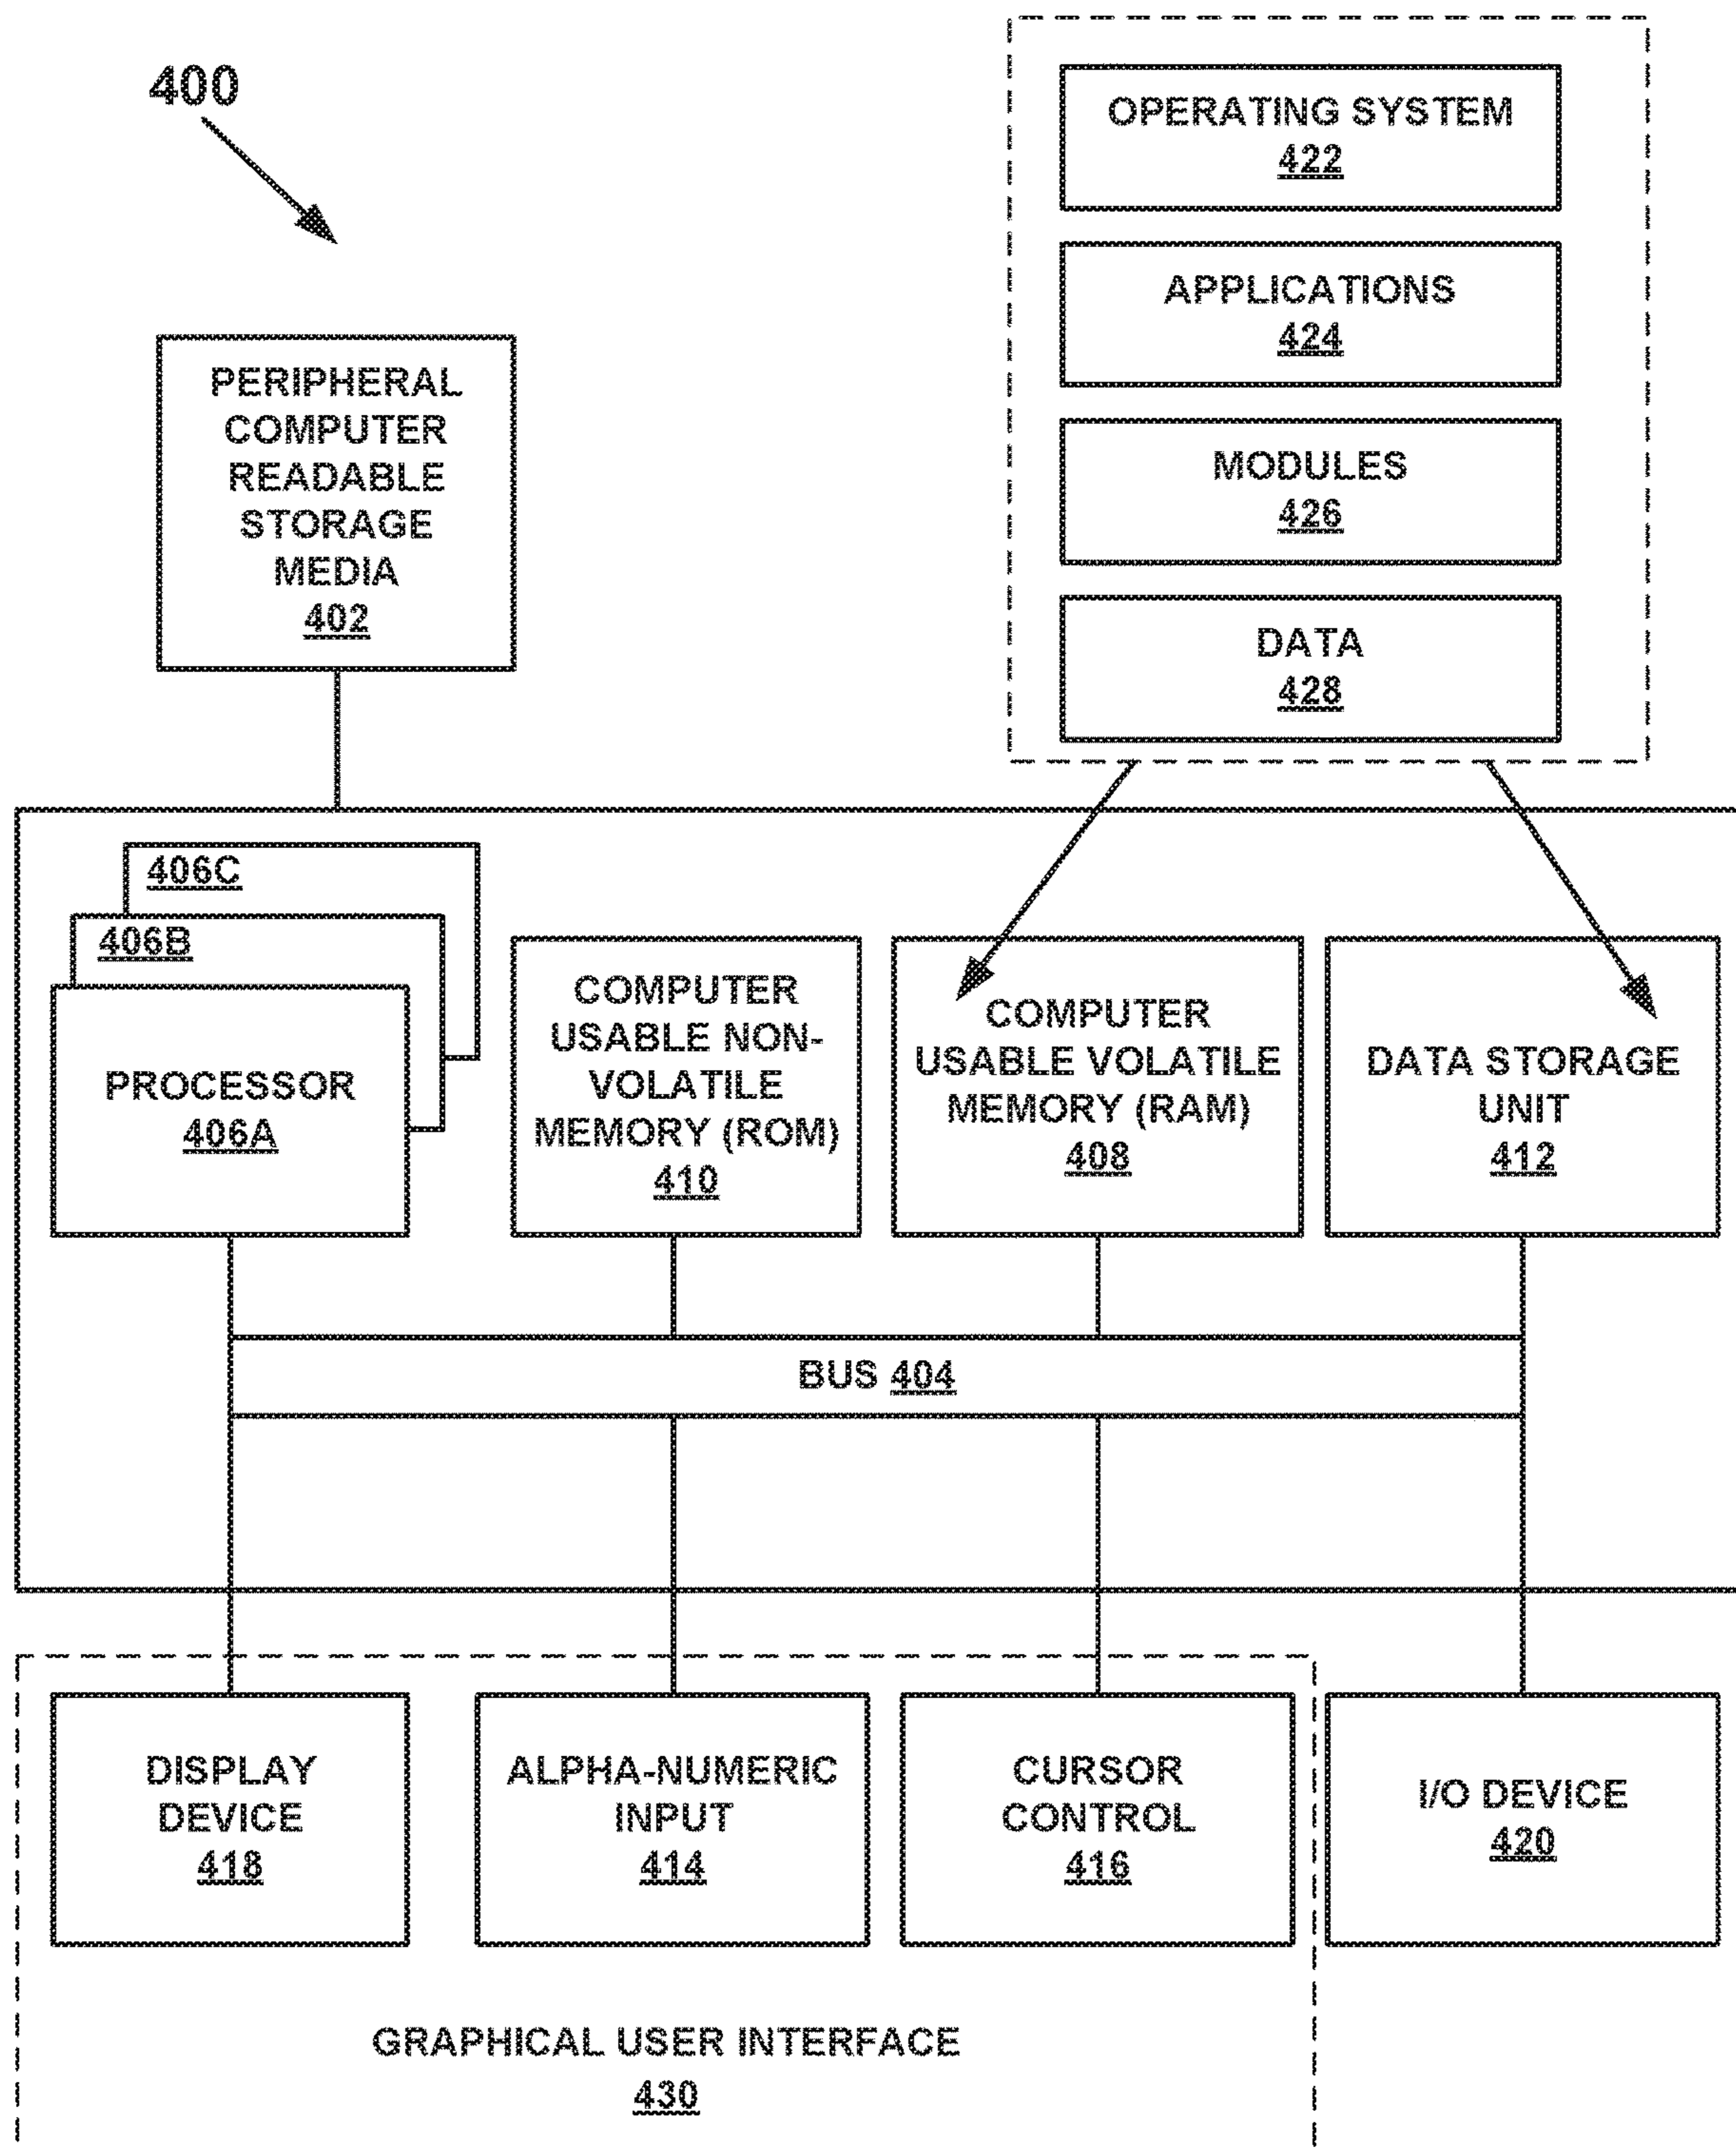 400
OPERATING SYSTEM
422
APPLICATIONS
424
MODULES
426
DATA
428
PERIPHERAL
COMPUTER
READABLE
STORAGE
MEDIA
402
406C
406B
PROCESSOR
406A
COMPUTER
USABLE NON-
VOLATILE
MEMORY (ROM)
410
COMPUTER
USABLE VOLATILE
MEMORY (RAM)
408
DATA STORAGE
UNIT
412
BUS 404
DISPLAY
DEVICE
418
ALPHA-NUMERIC
INPUT
414
CURSOR
CONTROL
416
I/O DEVICE
420
GRAPHICAL USER INTERFACE
430